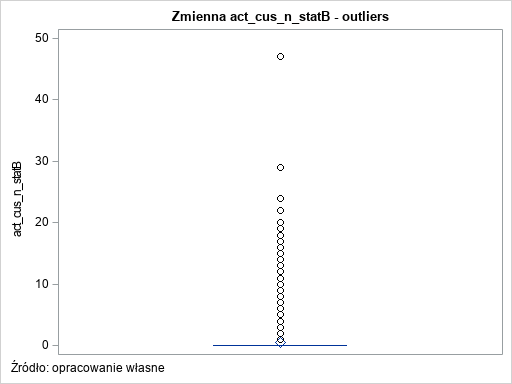 Zmienna act_cus_n_statB - outliers
50
40
30
20
10
0
act_cus_n_statB
Źródło: opracowanie własne